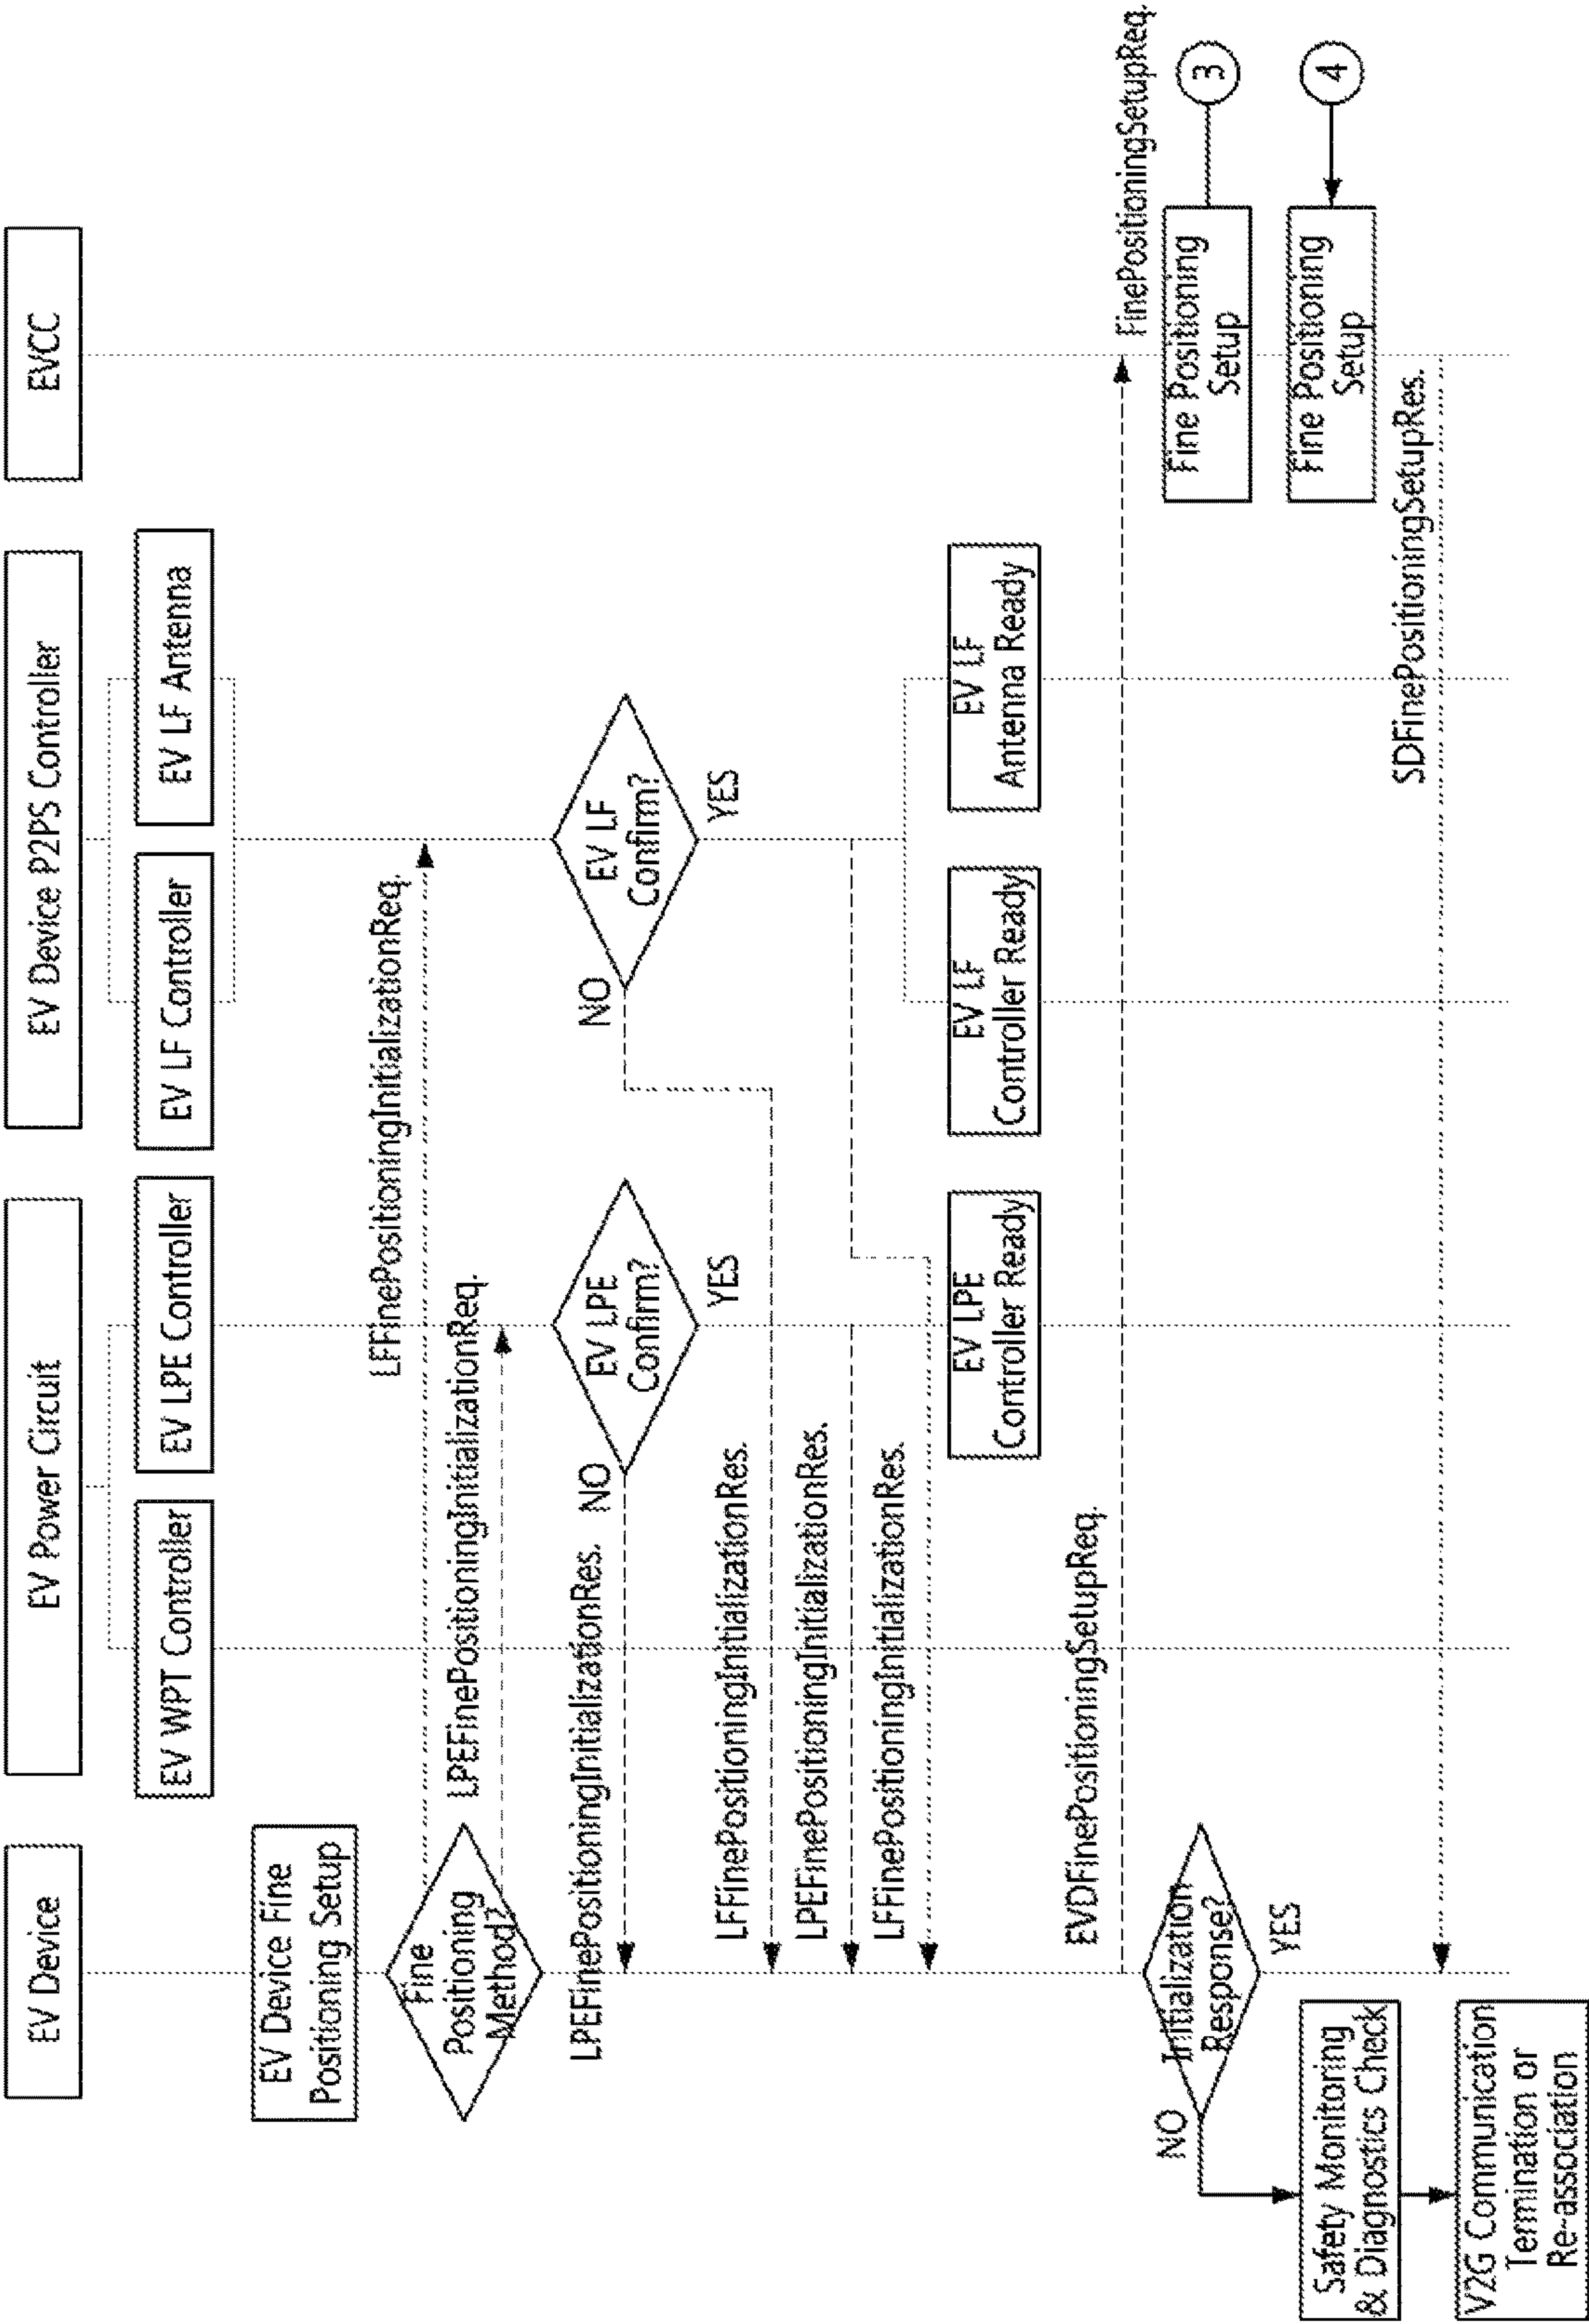 EV Device
EV Power Circuit
EV Device P2PS Controller
EVCC
EV WPT Controller
EV LPE Controller
EV LF Controller
EV LF Antenna
EV Device Fine
Positioning Setup
Fine
Positioning
Method?
LFFinePositioningInitializationReq.
LPEFinePositioningInitializationReq.
LPEFinePositioningInitializationRes.
NO
EV LPE
Confirm?
YES
NO
EV LF
Confirm?
YES
LFFinePositioningInitializationRes.
LPEFinePositioningInitializationRes.
LFFinePositioningInitializationRes.
EV LPE
Controller Ready
EV LF
Controller Ready
EV LF
Antenna Ready
EVDFinePositioningSetupReq.
FinePositioningSetupReq.
Initialization
Response?
NO
YES
Fine Positioning
Setup
3
Fine Positioning
Setup
4
Safety Monitoring
& Diagnostics Check
SDFinePositioningSetupRes.
V2G Communication
Termination or
Re-association